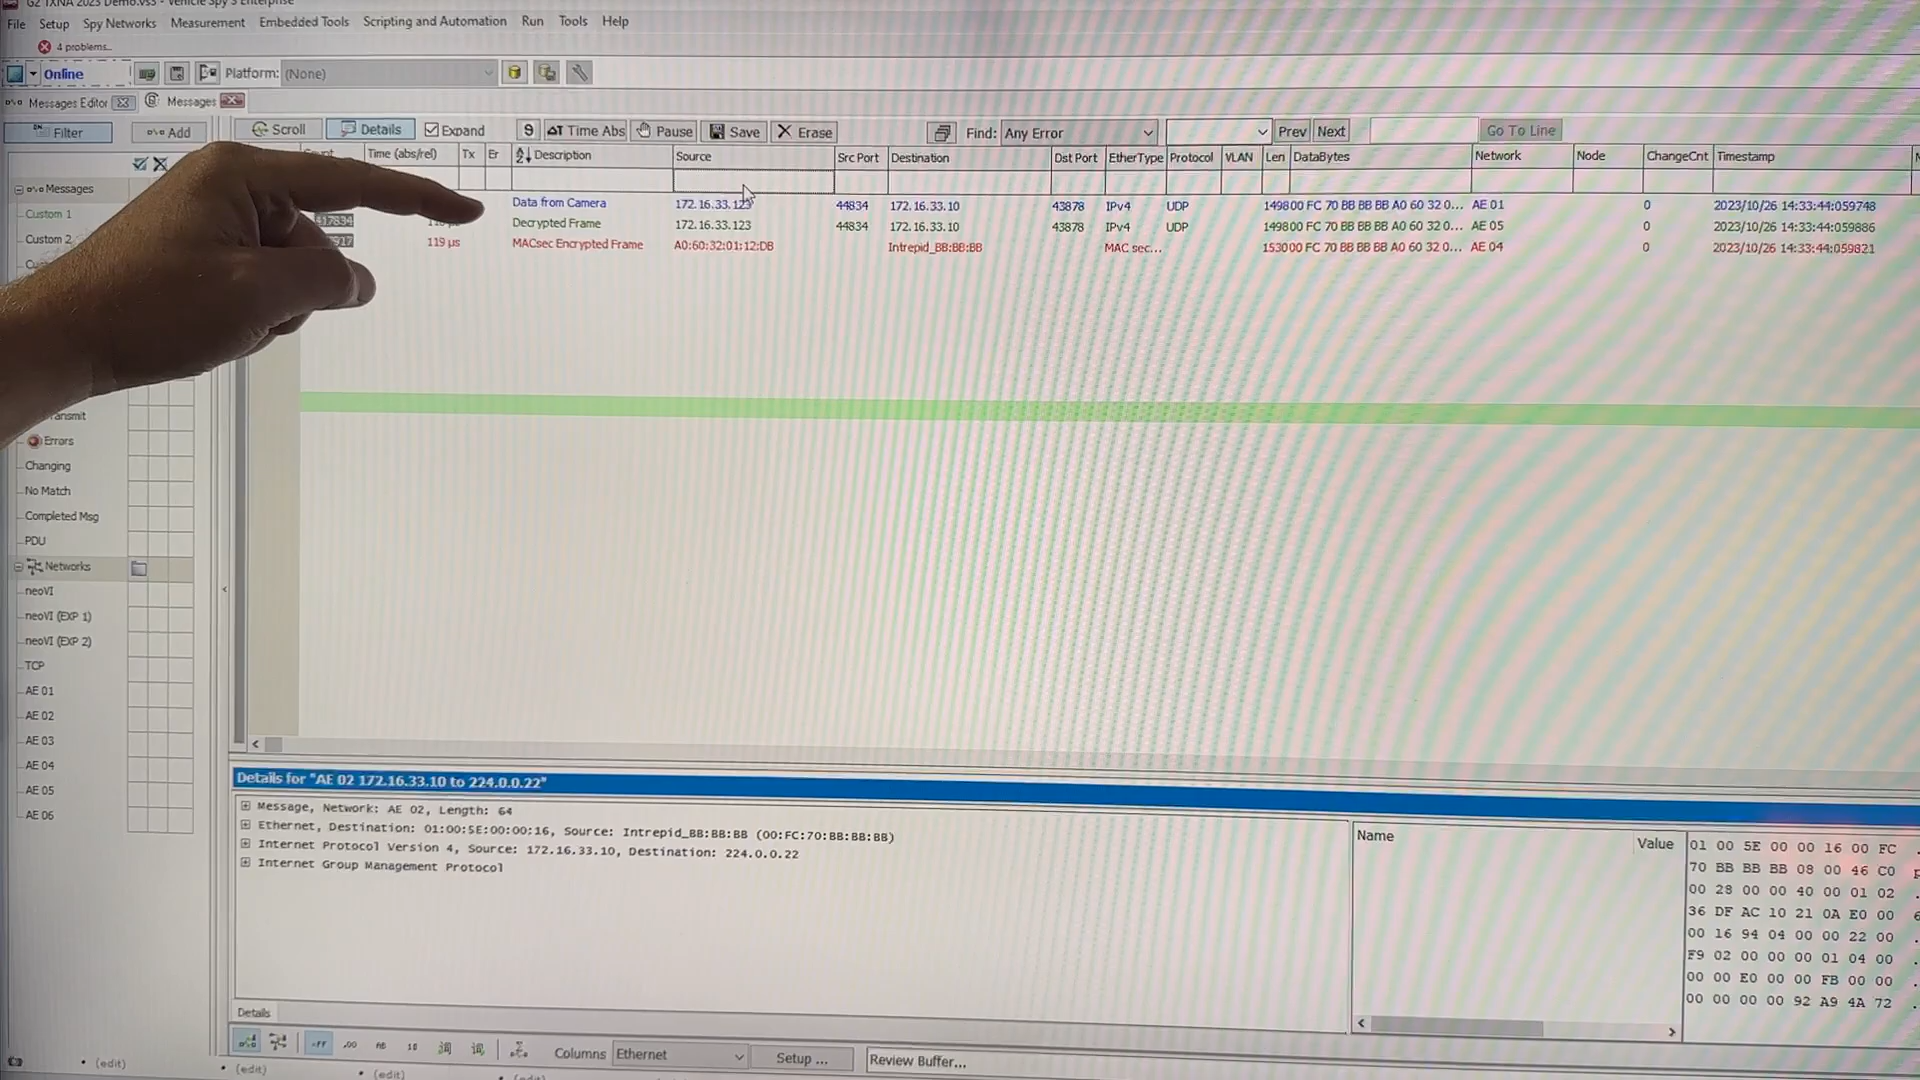 G2 TXNA 2023 Demo.vs3 - Vehicle Spy 3 Enterprise
File Setup Spy Networks Measurement Embedded Tools Scripting and Automation Run Tools Help
4 problems...
Online Platform: (None)
Messages Editor Messages
Filter Add Scroll Details Expand Time Abs Pause Save Erase Find: Any Error Prev Next Go To Line
Time (abs/rel) Tx Er Description Source Src Port Destination Dst Port EtherType Protocol VLAN Len DataBytes Network Node ChangeCnt Timestamp
Data from Camera 172.16.33.123 44834 172.16.33.10 43878 IPv4 UDP 1498 00 FC 70 BB BB BB A0 60 32 0... AE 01 0 2023/10/26 14:33:44:059748
Decrypted Frame 172.16.33.123 44834 172.16.33.10 43878 IPv4 UDP 1498 00 FC 70 BB BB BB A0 60 32 0... AE 05 0 2023/10/26 14:33:44:059886
119 µs MACsec Encrypted Frame A0:60:32:01:12:DB Intrepid_BB:BB:BB MAC sec... 1530 00 FC 70 BB BB BB A0 60 32 0... AE 04 0 2023/10/26 14:33:44:059821
Messages
Custom 1
Custom 2
Errors
Changing
No Match
Completed Msg
PDU
Networks
neoVI
neoVI (EXP 1)
neoVI (EXP 2)
TCP
AE 01
AE 02
AE 03
AE 04
AE 05
AE 06
Details for "AE 02 172.16.33.10 to 224.0.0.22"
Message, Network: AE 02, Length: 64
Ethernet, Destination: 01:00:5E:00:00:16, Source: Intrepid_BB:BB:BB (00:FC:70:BB:BB:BB)
Internet Protocol Version 4, Source: 172.16.33.10, Destination: 224.0.0.22
Internet Group Management Protocol
Name Value
01 00 5E 00 00 16 00 FC
70 BB BB BB 08 00 46 C0
00 28 00 00 40 00 01 02
36 DF AC 10 21 0A E0 00
00 16 94 04 00 00 22 00
F9 02 00 00 00 01 04 00
00 00 E0 00 00 FB 00 00
00 00 00 00 92 A9 4A 72
Details
Columns Ethernet Setup ... Review Buffer...
(edit) (edit) (edit)